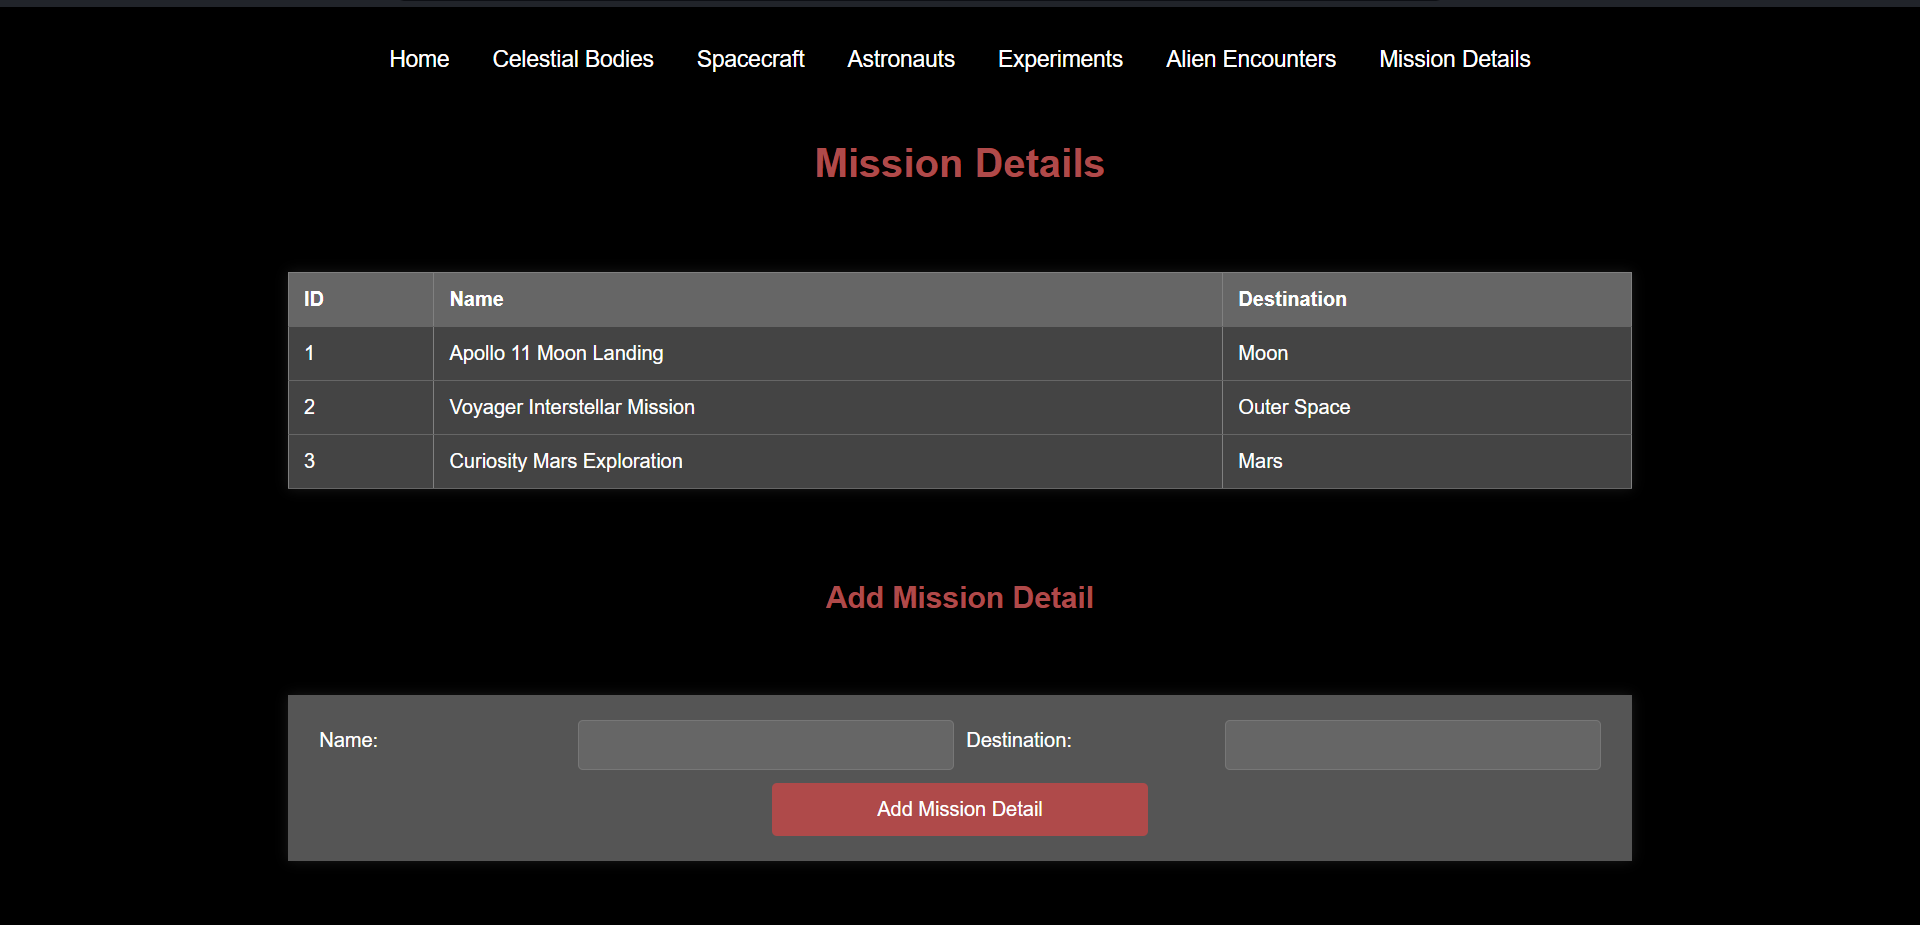 Home Celestial Bodies Spacecraft Astronauts Experiments Alien Encounters Mission Details
Mission Details
ID Name Destination
1 Apollo 11 Moon Landing Moon
2 Voyager Interstellar Mission Outer Space
3 Curiosity Mars Exploration Mars
Add Mission Detail
Name: Destination:
Add Mission Detail